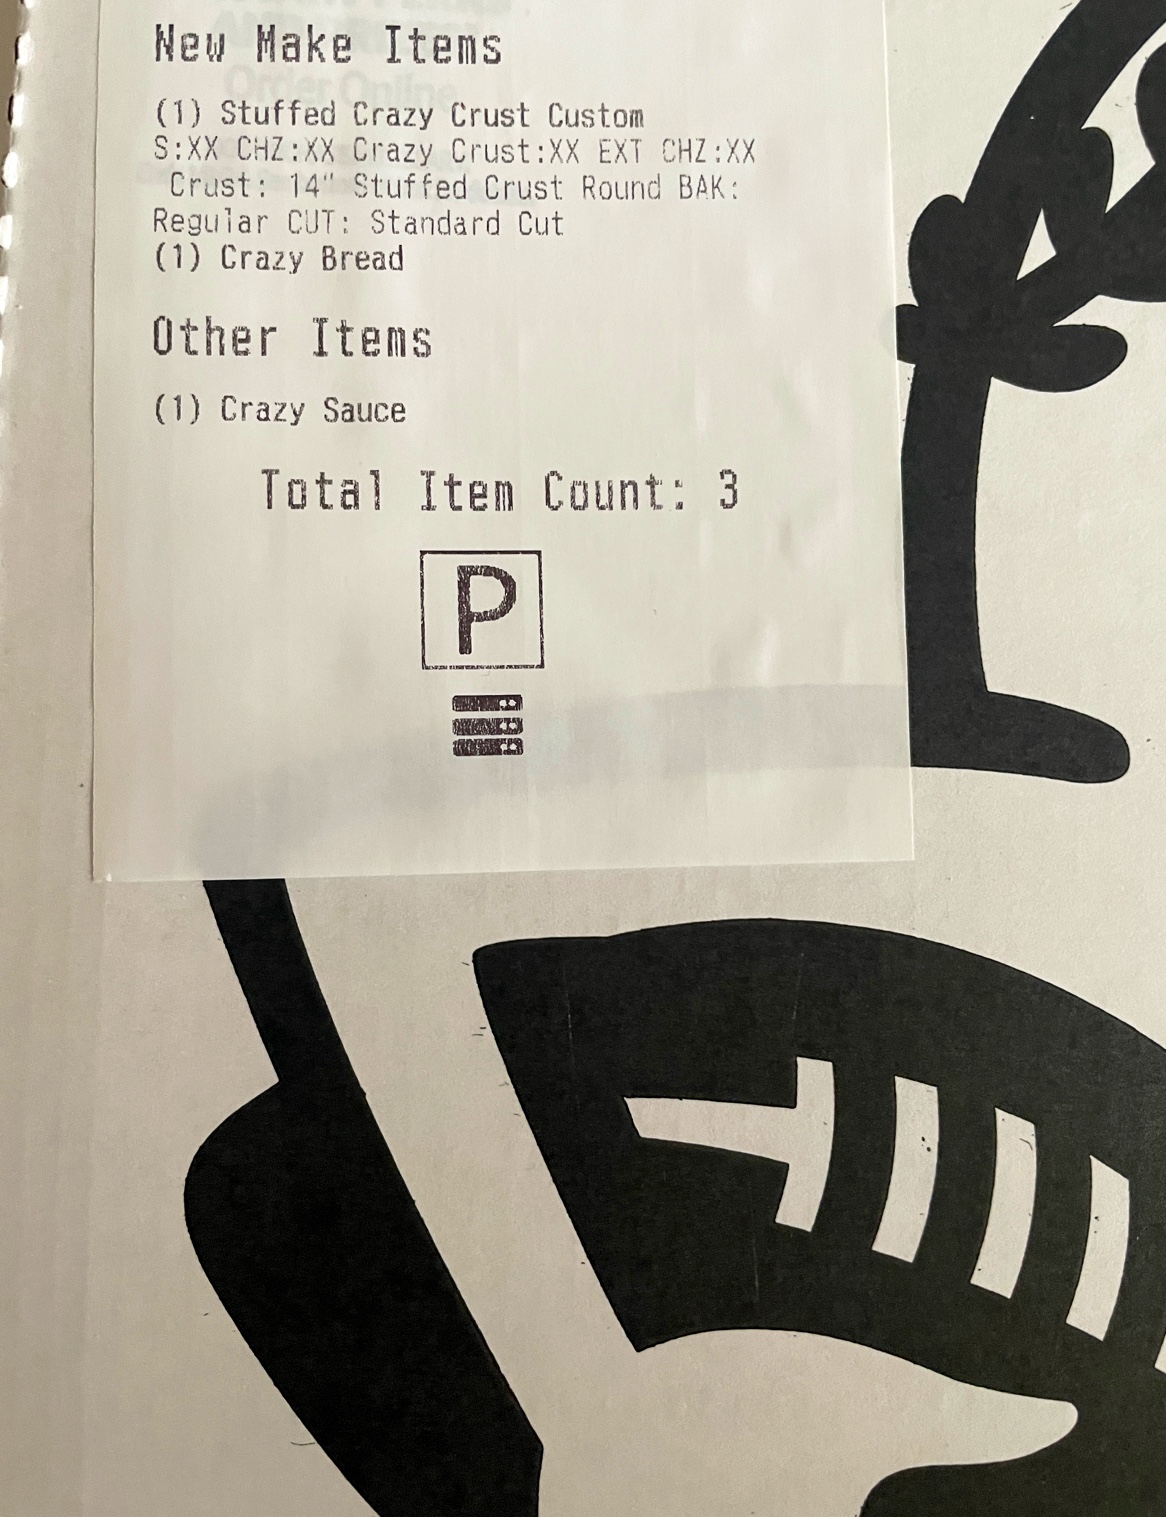 New Make Items
(1) Stuffed Crazy Crust Custom
S:XX CHZ:XX Crazy Crust:XX EXT CHZ:XX
Crust: 14" Stuffed Crust Round BAK:
Regular CUT: Standard Cut
(1) Crazy Bread
Other Items
(1) Crazy Sauce
Total Item Count: 3
P